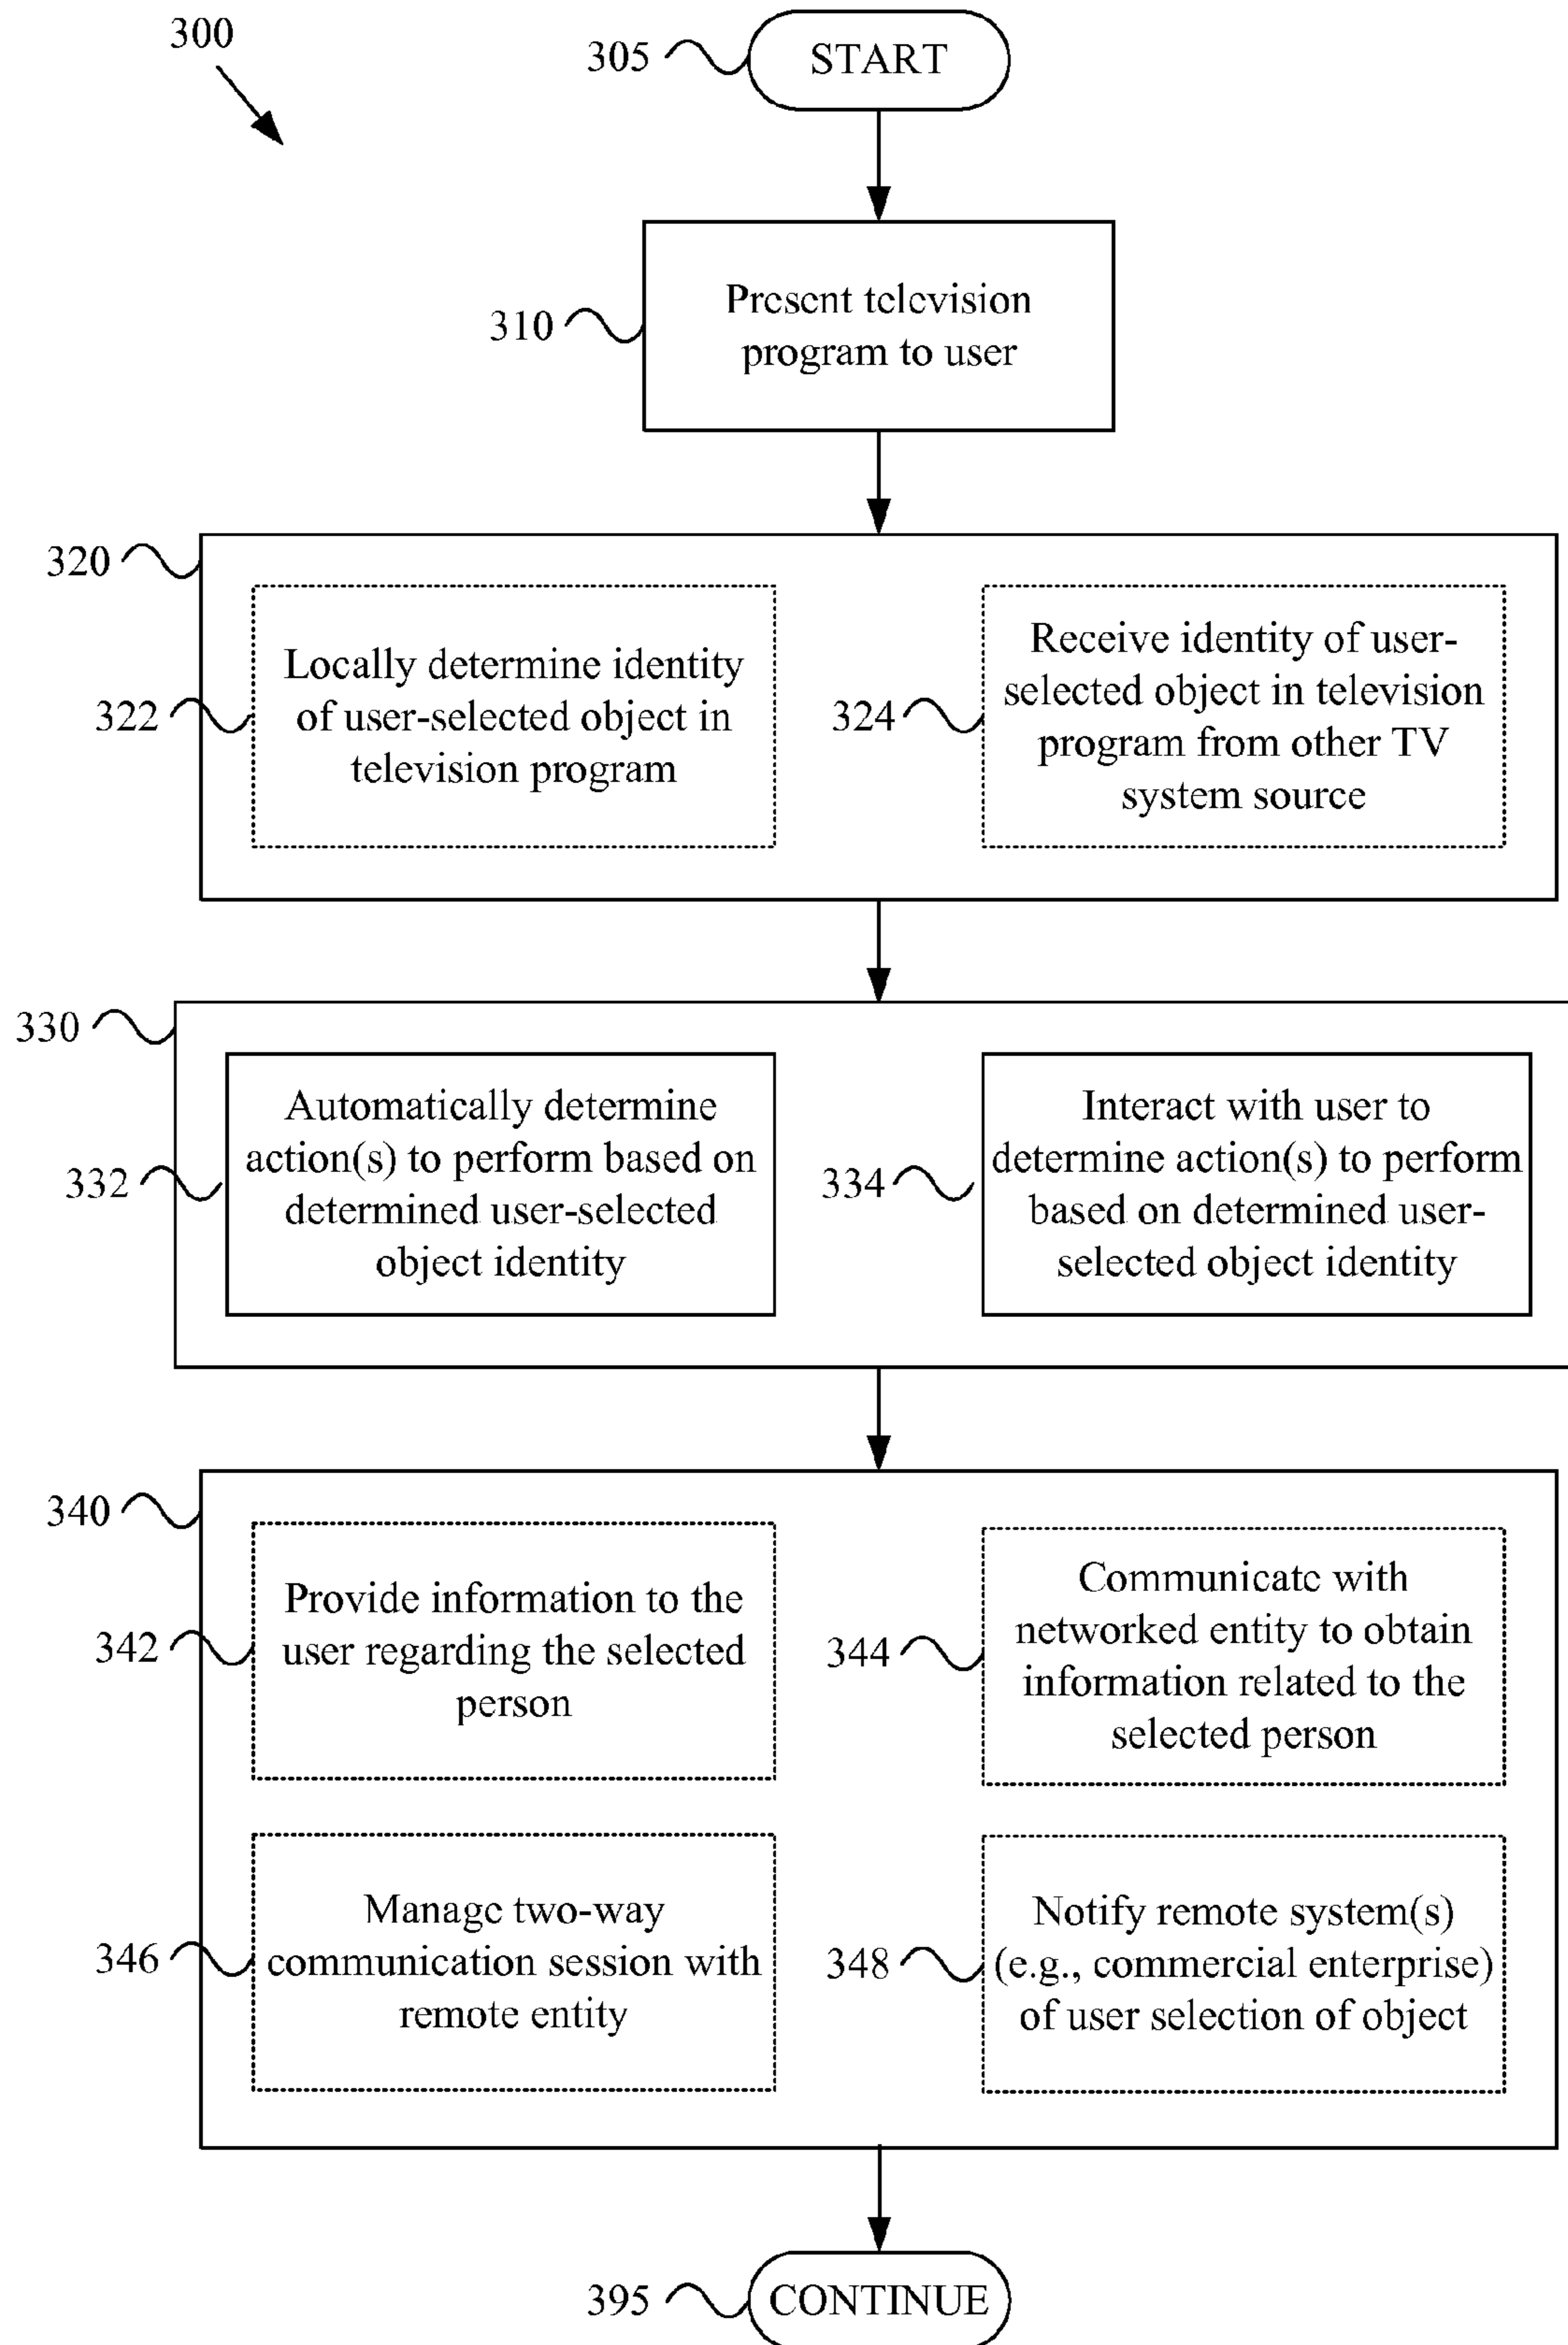 300
305
START
310
Present television
program to user
320
322
Locally determine identity
of user-selected object in
television program
324
Receive identity of user-
selected object in television
program from other TV
system source
330
332
Automatically determine
action(s) to perform based on
determined user-selected
object identity
334
Interact with user to
determine action(s) to perform
based on determined user-
selected object identity
340
342
Provide information to the
user regarding the selected
person
344
Communicate with
networked entity to obtain
information related to the
selected person
346
Manage two-way
communication session with
remote entity
348
Notify remote system(s)
(e.g., commercial enterprise)
of user selection of object
395
CONTINUE